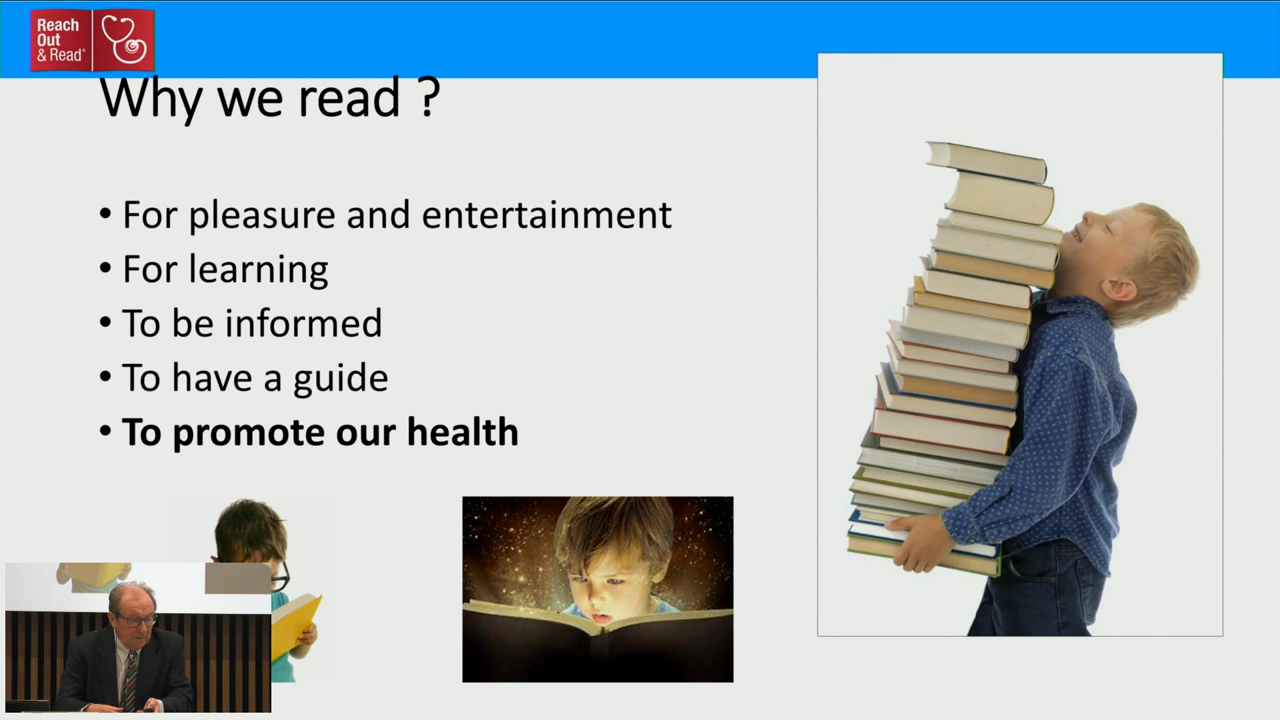 Reach
Out
& Read®
Why we read ?
• For pleasure and entertainment
• For learning
• To be informed
• To have a guide
• To promote our health